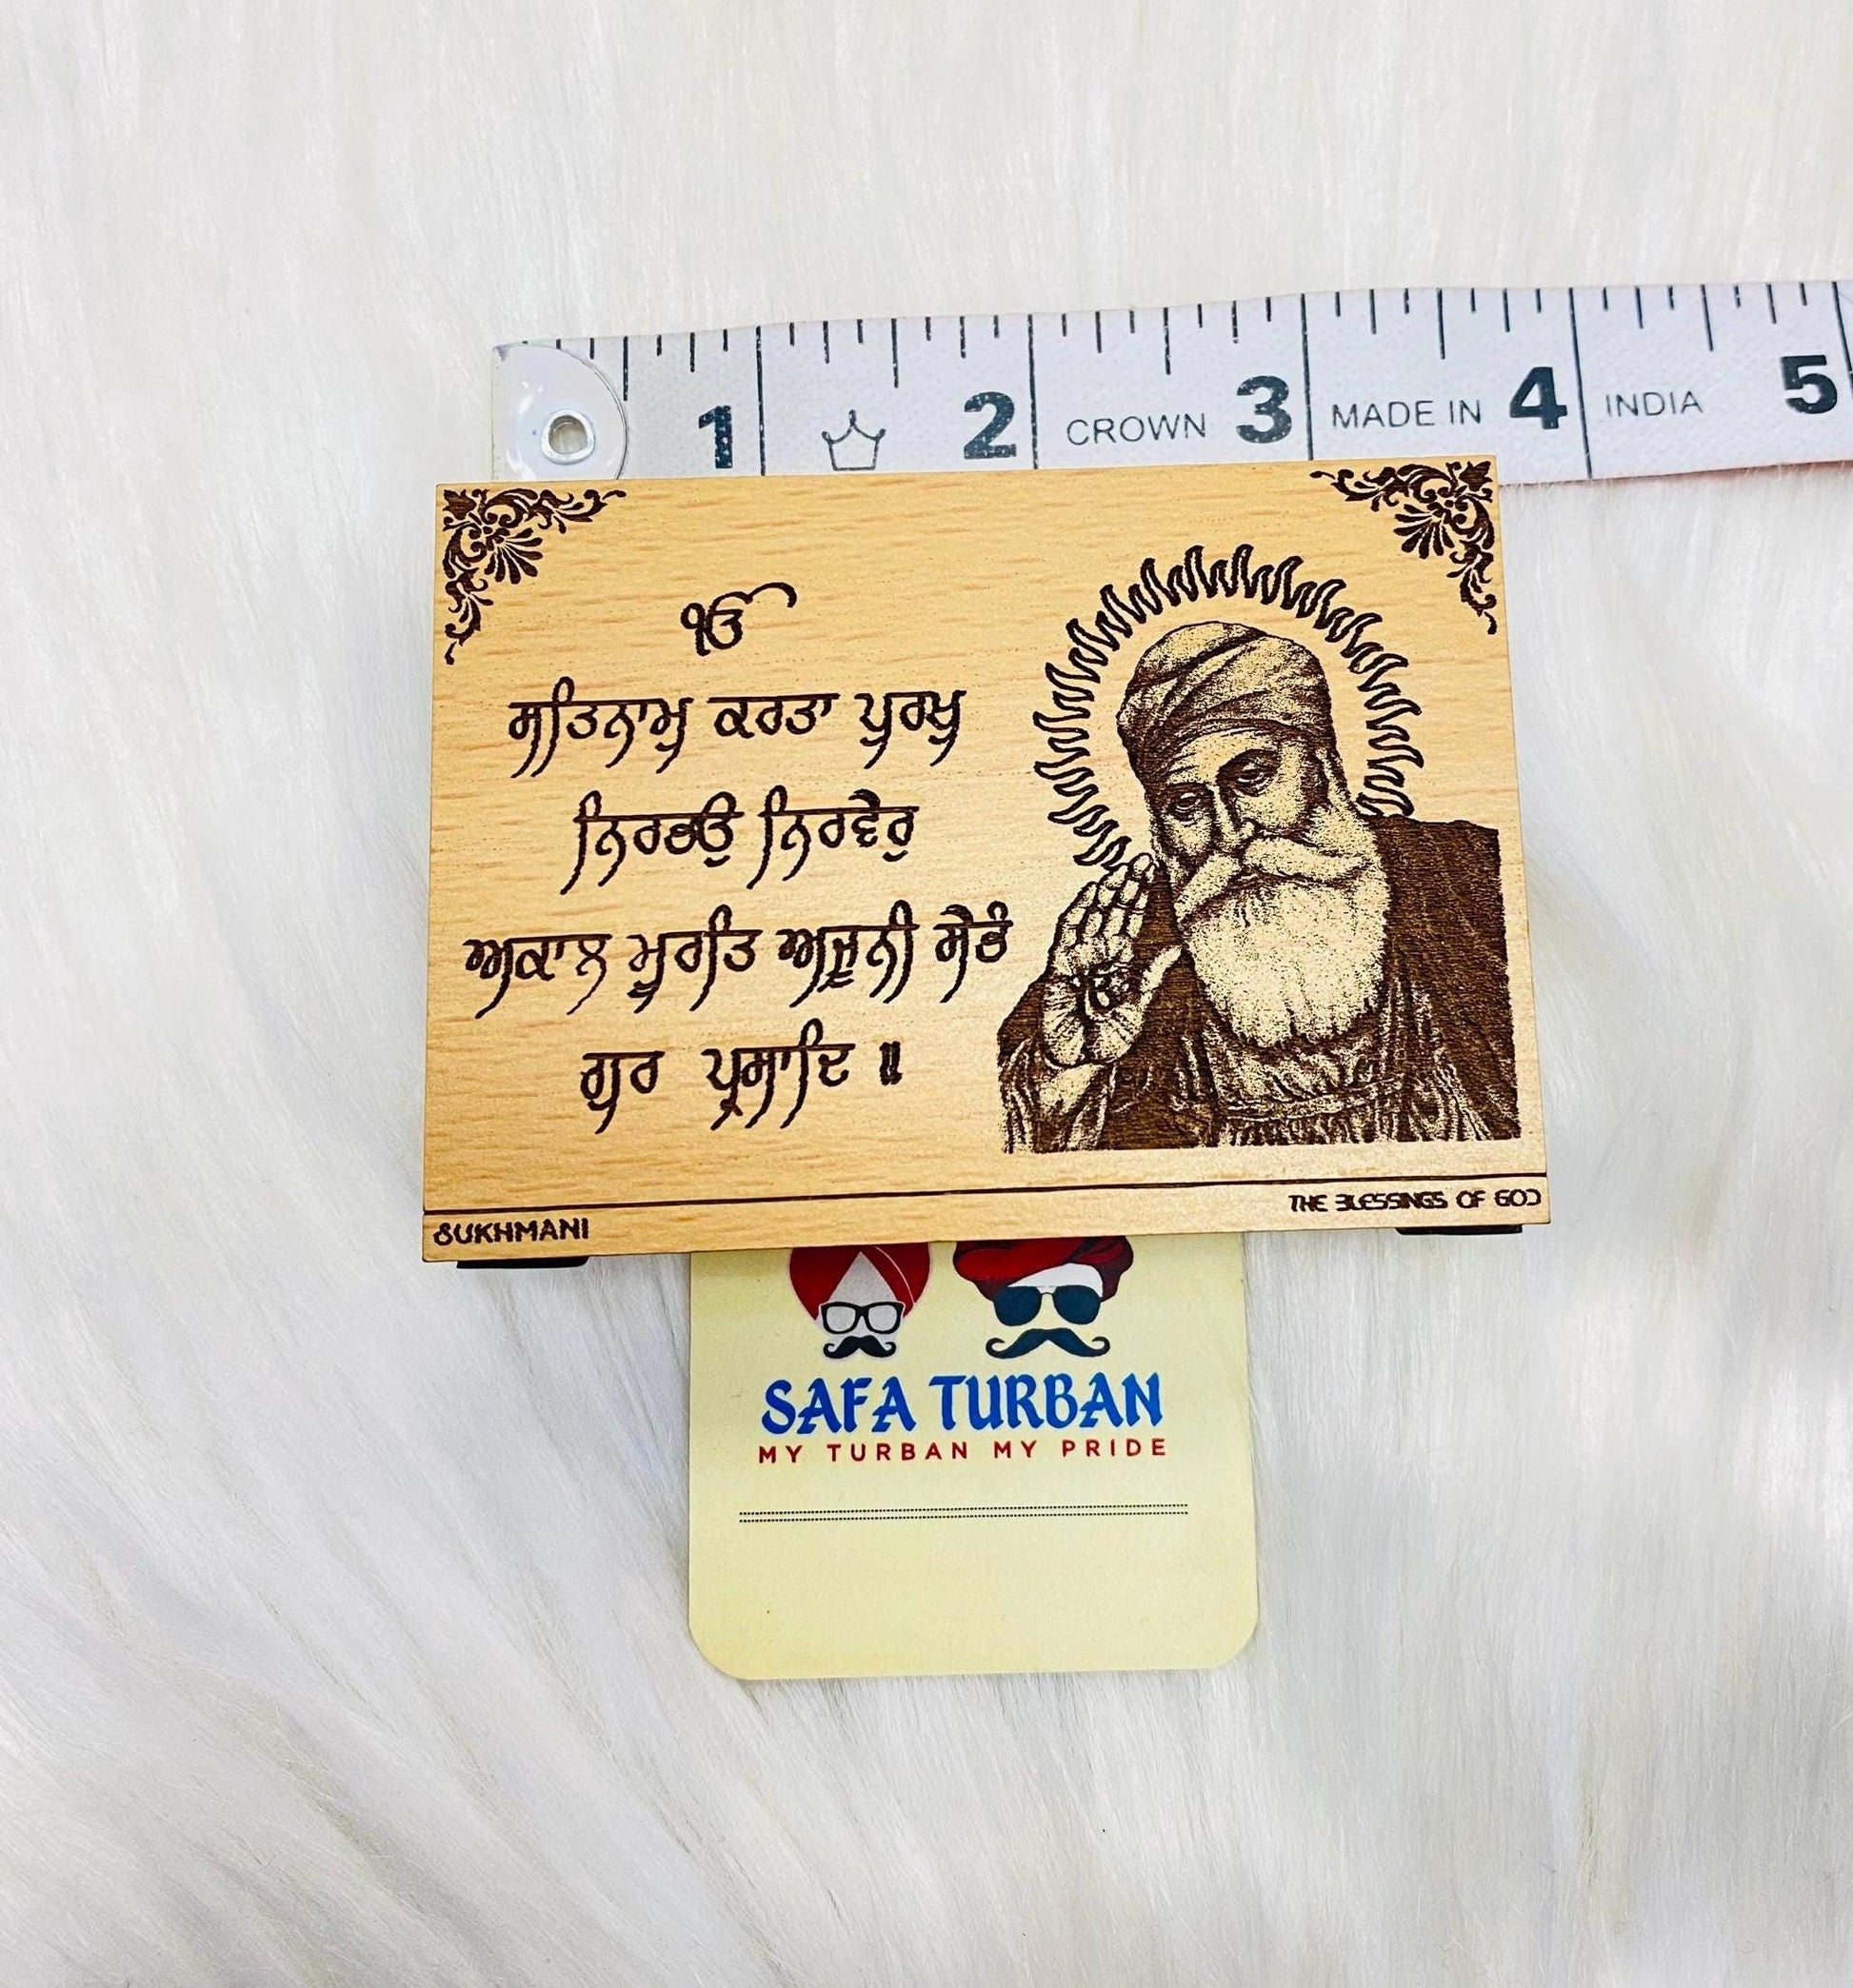 1 2 CROWN 3 MADE IN 4 INDIA 5
ੴ
ਸਤਿਨਾਮੁ ਕਰਤਾ ਪੁਰਖੁ
ਨਿਰਭਉ ਨਿਰਵੈਰੁ
ਅਕਾਲ ਮੂਰਤਿ ਅਜੂਨੀ ਸੈਭੰ
ਗੁਰ ਪ੍ਰਸਾਦਿ ॥
SUKHMANI
THE BLESSINGS OF GOD
SAFA TURBAN
MY TURBAN MY PRIDE